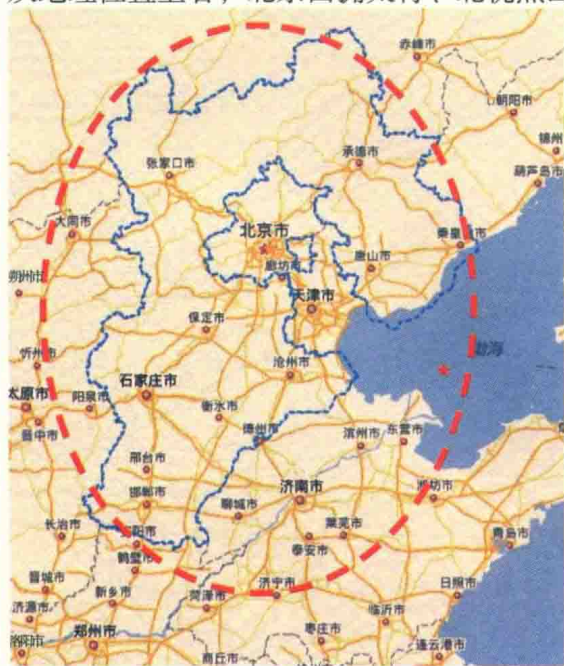 赤峰市
朝阳市
锦州
葫芦岛市
承德市
张家口市
大同市
北京市
秦皇岛市
廊坊市
唐山市
朔州市
天津市
保定市
渤海
忻州市
沧州市
石家庄市
太原市
阳泉市
衡水市
晋中市
德州市
滨州市
东营市
邢台市
济南市
潍坊市
邯郸市
聊城市
莱芜市
长治市
安阳市
青岛市
泰安市
鹤壁市
晋城市
新乡市
济宁市
日照市
济源市
菏泽市
临沂市
郑州市
枣庄市
洛阳市
商丘市
连云港市